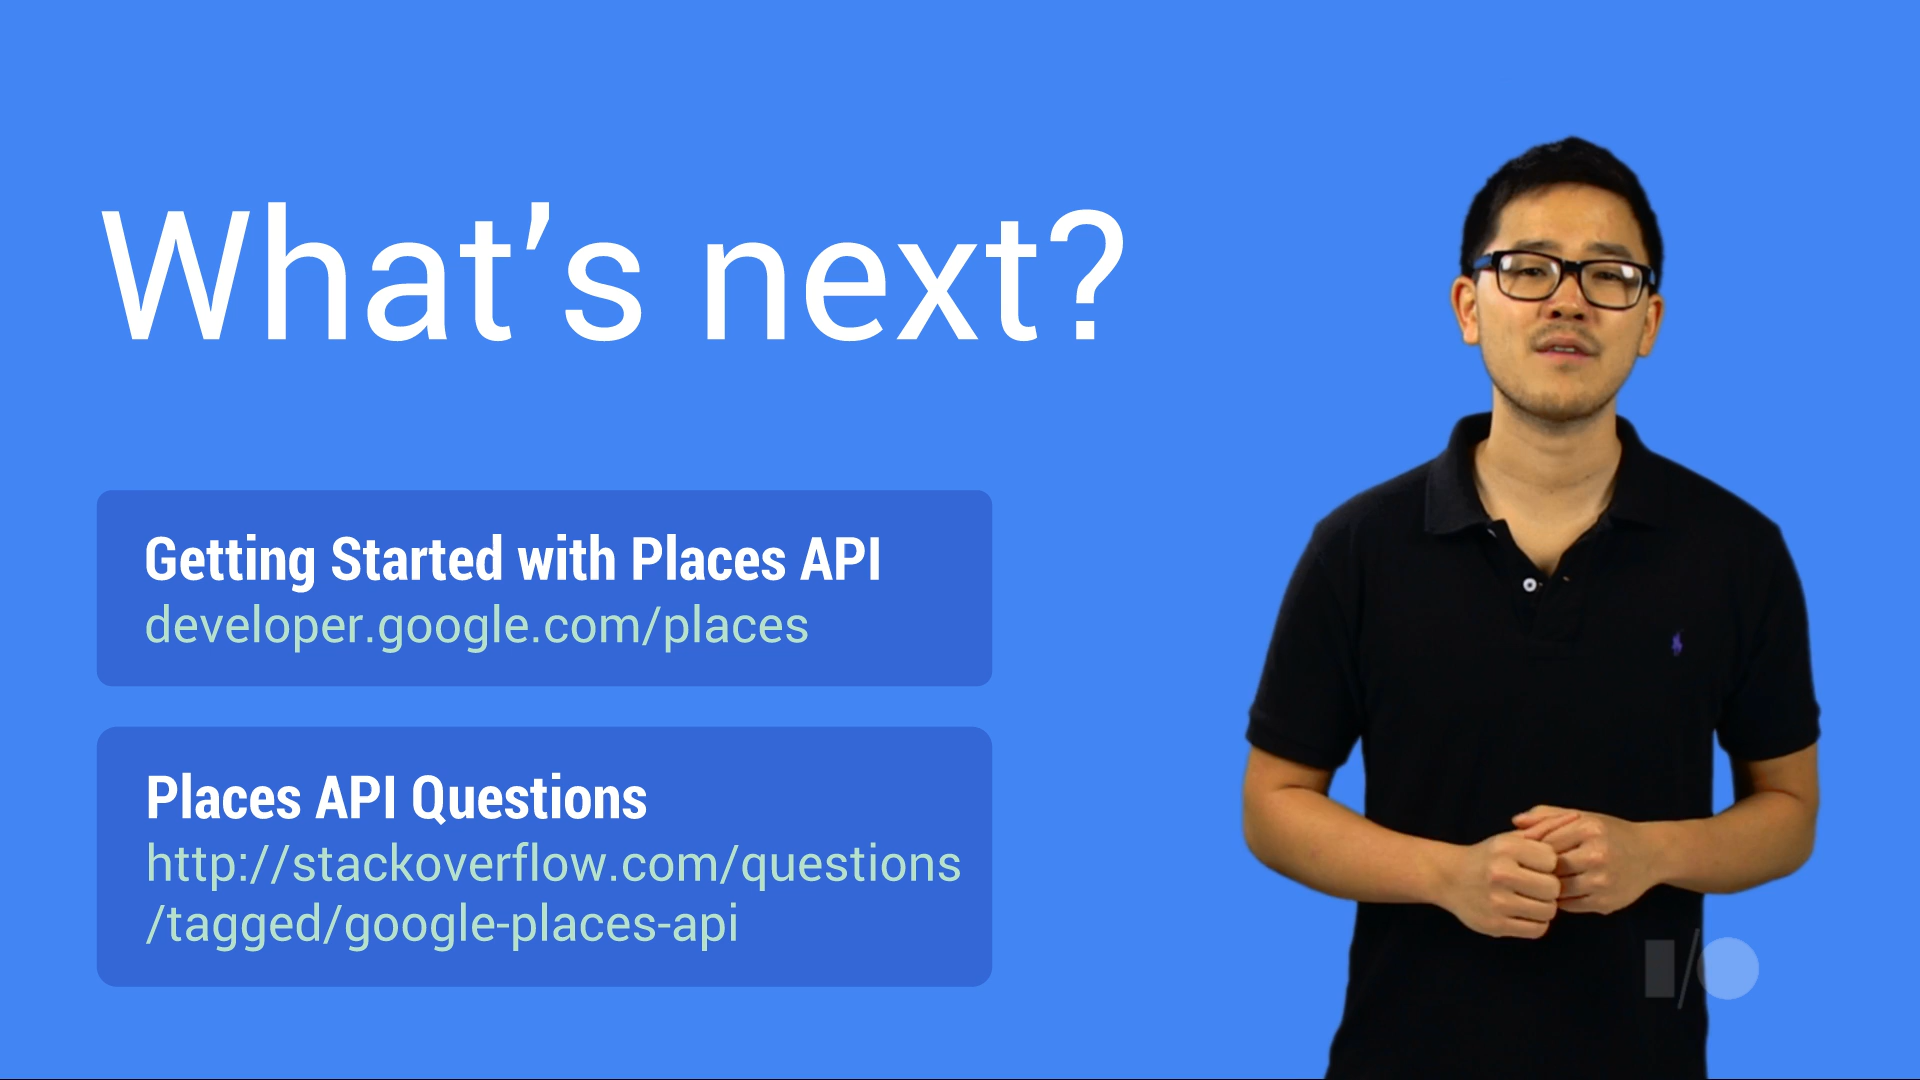 What’s next?
Getting Started with Places API
developer.google.com/places
Places API Questions
http://stackoverflow.com/questions
/tagged/google-places-api
I/O